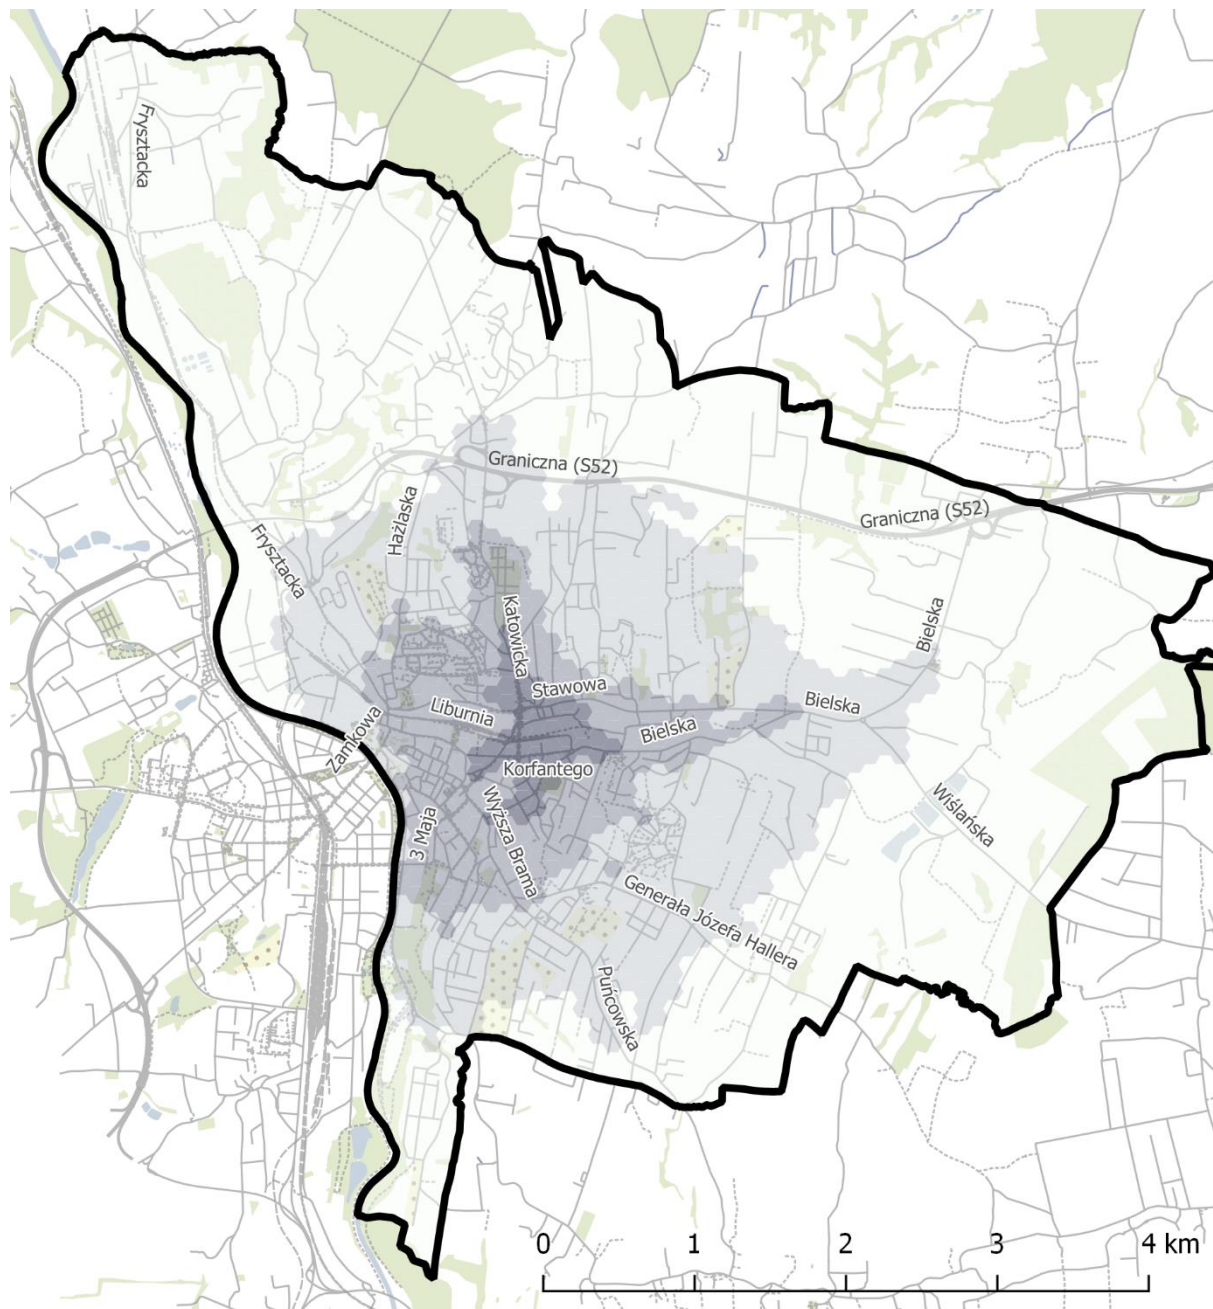 Frysztacka
Graniczna (S52)
Graniczna (S52)
Hażlaska
Frysztacka
Katowicka
Bielska
Stawowa
Bielska
Liburnia
Bielska
Zamkowa
Korfantego
Wyższa Brama
3 Maja
Wiślańska
Generała Józefa Hallera
Puńcowska
0 1 2 3 4 km